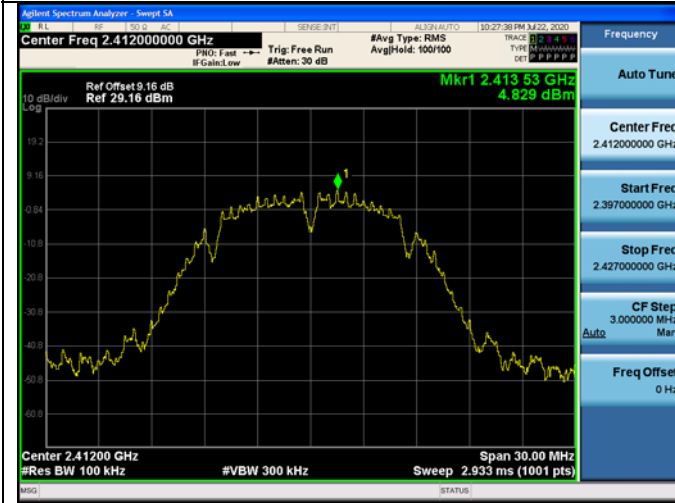 Agilent Spectrum Analyzer - Swept SA
RL RF 50 Ω AC SENSE:INT ALIGN AUTO 10:27:38 PM Jul 22, 2020
Center Freq 2.412000000 GHz
PNO: Fast
IFGain:Low
Trig: Free Run
#Atten: 30 dB
#Avg Type: RMS
Avg|Hold: 100/100
TRACE 1 2 3 4 5 6
TYPE M
DET P P P P P P
Ref Offset 9.16 dB
10 dB/div Ref 29.16 dBm
Log
Mkr1 2.413 53 GHz
4.829 dBm
19.2
9.16
-0.84
-10.8
-20.8
-30.8
-40.8
-50.8
-60.8
1
Center 2.41200 GHz
Span 30.00 MHz
#Res BW 100 kHz #VBW 300 kHz Sweep 2.933 ms (1001 pts)
MSG STATUS
Frequency
Auto Tune
Center Freq
2.412000000 GHz
Start Freq
2.397000000 GHz
Stop Freq
2.427000000 GHz
CF Step
3.000000 MHz
Auto Man
Freq Offset
0 Hz